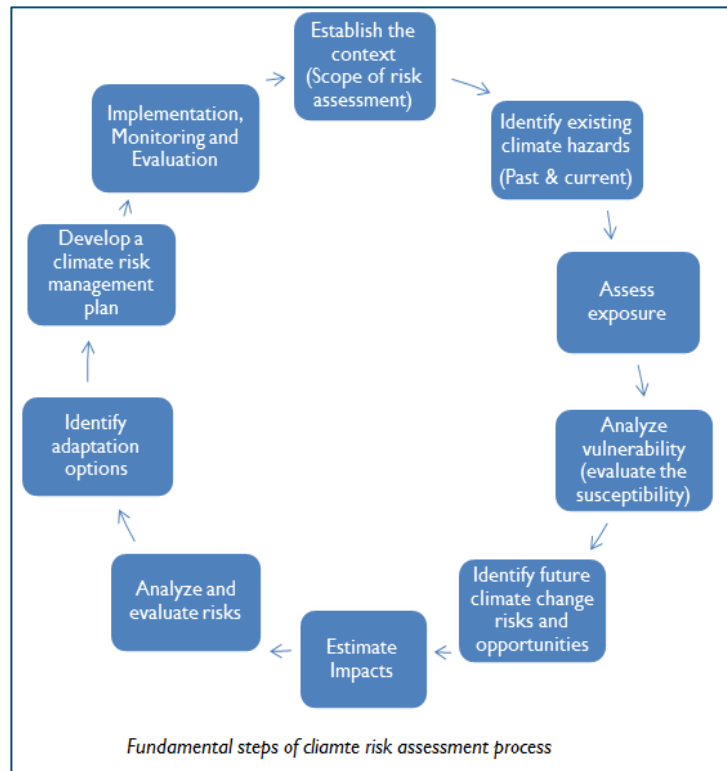 Establish the
context
(Scope of risk
assessment)
Identify existing
climate hazards
(Past & current)
Assess
exposure
Analyze
vulnerability
(evaluate the
susceptibility)
Identify future
climate change
risks and
opportunities
Estimate
Impacts
Analyze and
evaluate risks
Identify
adaptation
options
Develop a
climate risk
management
plan
Implementation,
Monitoring and
Evaluation
Fundamental steps of cliamte risk assessment process